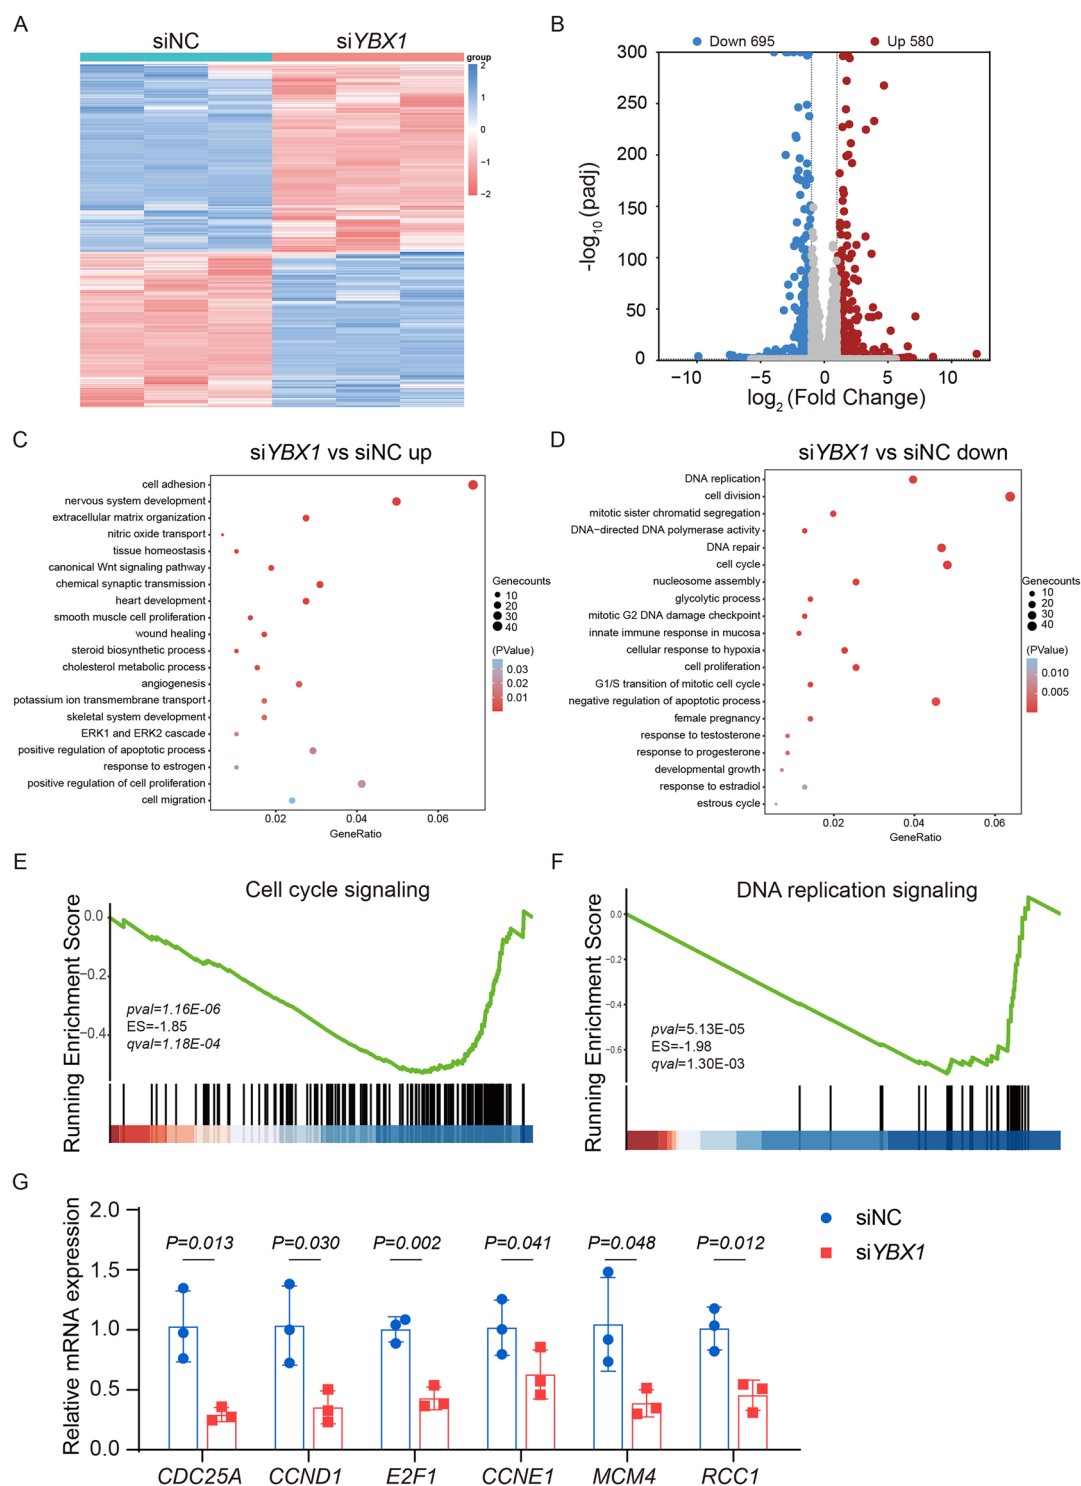 A
siNC
siYBX1
group
2
1
0
−1
−2
B
Down 695
Up 580
300
250
200
150
100
50
0
-log10 (padj)
−10
−5
0
5
10
log2 (Fold Change)
C
siYBX1 vs siNC up
cell adhesion
nervous system development
extracellular matrix organization
nitric oxide transport
tissue homeostasis
canonical Wnt signaling pathway
chemical synaptic transmission
heart development
smooth muscle cell proliferation
wound healing
steroid biosynthetic process
cholesterol metabolic process
angiogenesis
potassium ion transmembrane transport
skeletal system development
ERK1 and ERK2 cascade
positive regulation of apoptotic process
response to estrogen
positive regulation of cell proliferation
cell migration
0.02
0.04
0.06
GeneRatio
Genecounts
10
20
30
40
(PValue)
0.03
0.02
0.01
D
siYBX1 vs siNC down
DNA replication
cell division
mitotic sister chromatid segregation
DNA−directed DNA polymerase activity
DNA repair
cell cycle
nucleosome assembly
glycolytic process
mitotic G2 DNA damage checkpoint
innate immune response in mucosa
cellular response to hypoxia
cell proliferation
G1/S transition of mitotic cell cycle
negative regulation of apoptotic process
female pregnancy
response to testosterone
response to progesterone
developmental growth
response to estradiol
estrous cycle
0.02
0.04
0.06
GeneRatio
Genecounts
10
20
30
40
(PValue)
0.010
0.005
E
Cell cycle signaling
Running Enrichment Score
0.0
−0.2
−0.4
pval=1.16E-06
ES=-1.85
qval=1.18E-04
F
DNA replication signaling
Running Enrichment Score
0.0
−0.2
−0.4
−0.6
pval=5.13E-05
ES=-1.98
qval=1.30E-03
G
Relative mRNA expression
2.0
1.5
1.0
0.5
0.0
P=0.013
P=0.030
P=0.002
P=0.041
P=0.048
P=0.012
siNC
siYBX1
CDC25A
CCND1
E2F1
CCNE1
MCM4
RCC1